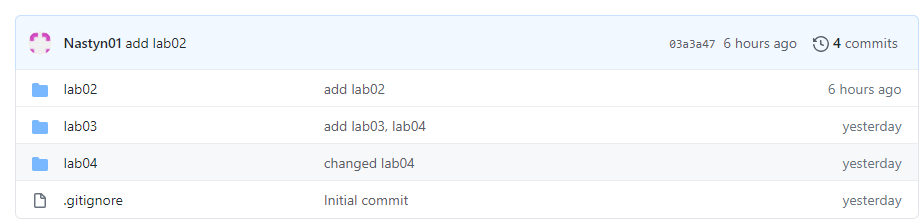 Nastyn01 add lab02 03a3a47 6 hours ago 4 commits
lab02 add lab02 6 hours ago
lab03 add lab03, lab04 yesterday
lab04 changed lab04 yesterday
.gitignore Initial commit yesterday